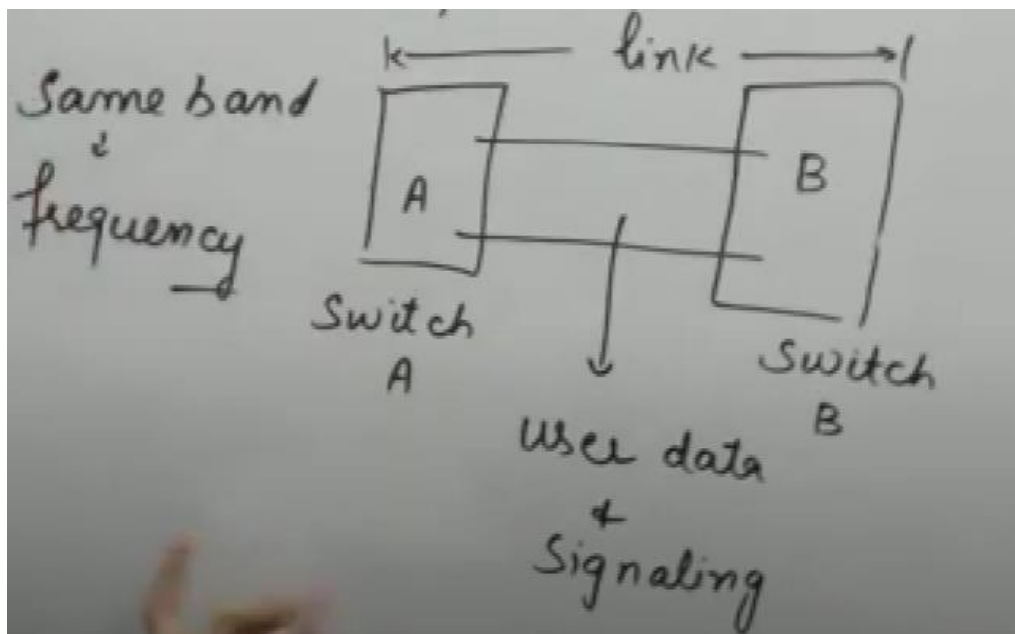 link
Same band
&
frequency
A
B
Switch
A
Switch
B
user data
&
Signaling